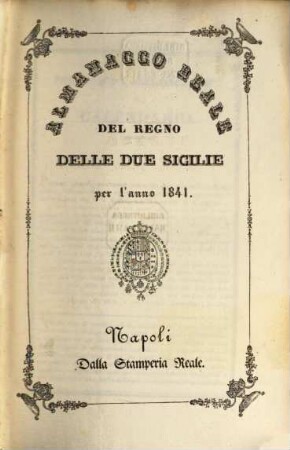 ALMANACCO REALE
DEL REGNO
DELLE DUE SICILIE
per l'anno 1841.
Napoli
Dalla Stamperia Reale.